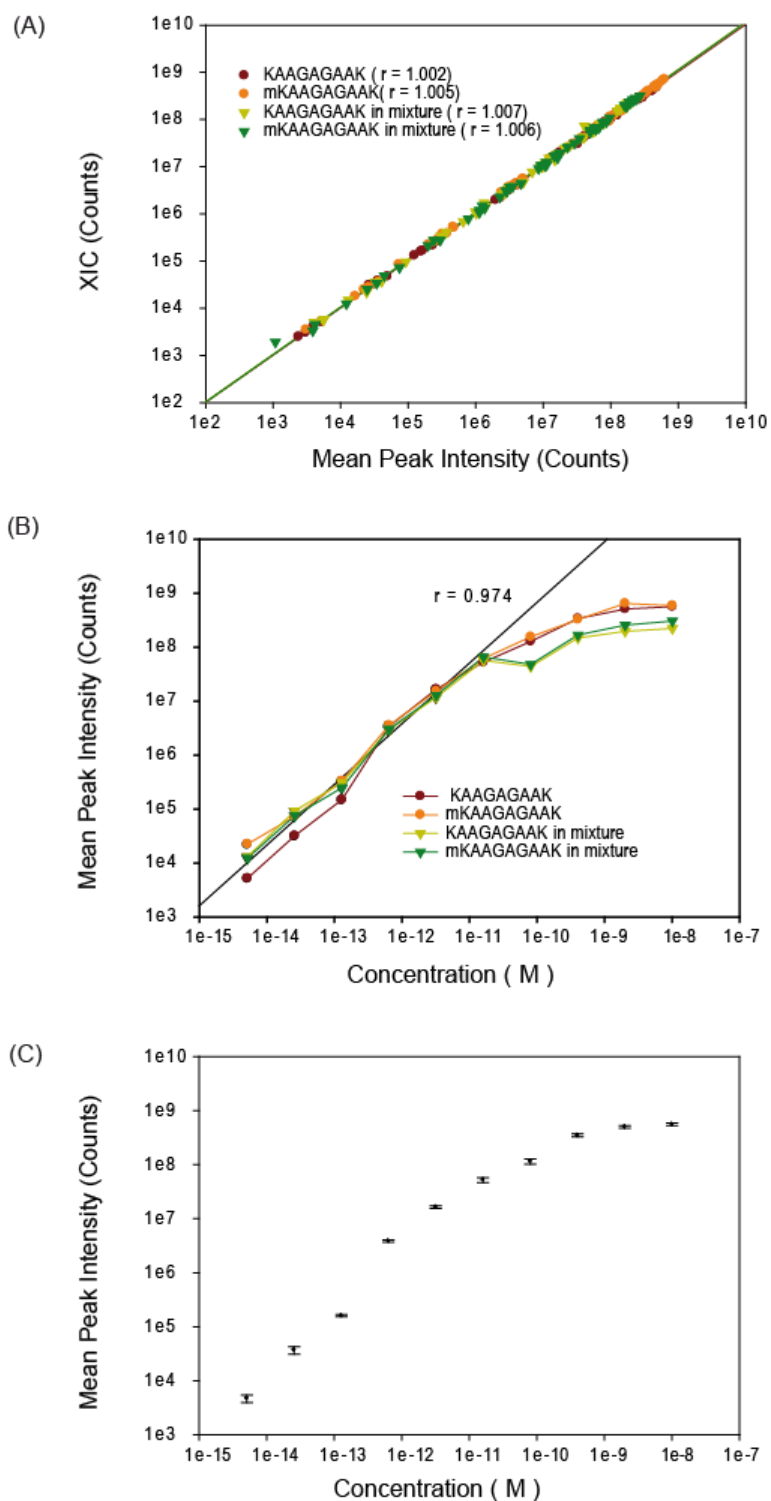 (A)
XIC (Counts)
1e10
1e9
1e8
1e7
1e6
1e5
1e4
1e3
1e2
KAAGAGAAK ( r = 1.002)
mKAAGAGAAK( r = 1.005)
KAAGAGAAK in mixture ( r = 1.007)
mKAAGAGAAK in mixture ( r = 1.006)
1e2 1e3 1e4 1e5 1e6 1e7 1e8 1e9 1e10
Mean Peak Intensity (Counts)
(B)
Mean Peak Intensity (Counts)
1e10
1e9
1e8
1e7
1e6
1e5
1e4
1e3
r = 0.974
KAAGAGAAK
mKAAGAGAAK
KAAGAGAAK in mixture
mKAAGAGAAK in mixture
1e-15 1e-14 1e-13 1e-12 1e-11 1e-10 1e-9 1e-8 1e-7
Concentration ( M )
(C)
Mean Peak Intensity (Counts)
1e10
1e9
1e8
1e7
1e6
1e5
1e4
1e3
1e-15 1e-14 1e-13 1e-12 1e-11 1e-10 1e-9 1e-8 1e-7
Concentration ( M )